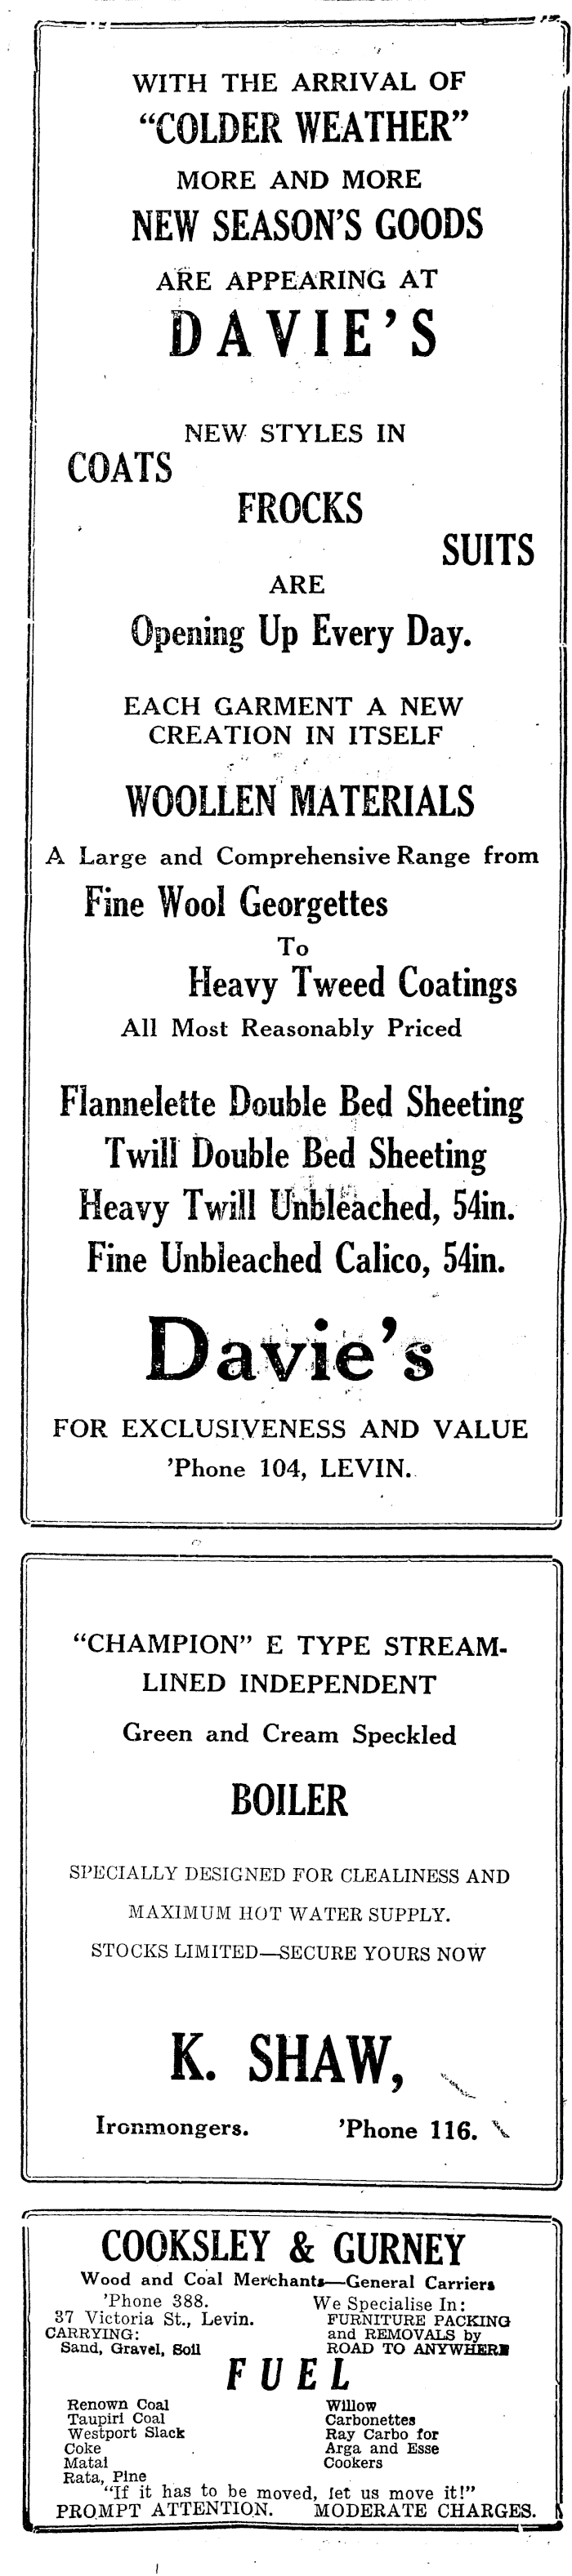 WITH THE ARRIVAL OF
“COLDER WEATHER”
MORE AND MORE
NEW SEASON’S GOODS
ARE APPEARING AT
DAVIE’S
NEW STYLES IN
COATS
FROCKS
SUITS
ARE
Opening Up Every Day.
EACH GARMENT A NEW
CREATION IN ITSELF
WOOLLEN MATERIALS
A Large and Comprehensive Range from
Fine Wool Georgettes
To
Heavy Tweed Coatings
All Most Reasonably Priced
Flannelette Double Bed Sheeting
Twill Double Bed Sheeting
Heavy Twill Unbleached, 54in.
Fine Unbleached Calico, 54in.
Davie’s
FOR EXCLUSIVENESS AND VALUE
’Phone 104, LEVIN.
“CHAMPION” E TYPE STREAM-
LINED INDEPENDENT
Green and Cream Speckled
BOILER
SPECIALLY DESIGNED FOR CLEALINESS AND
MAXIMUM HOT WATER SUPPLY.
STOCKS LIMITED—SECURE YOURS NOW
K. SHAW,
Ironmongers. ’Phone 116.
COOKSLEY & GURNEY
Wood and Coal Merchants—General Carriers
’Phone 388.
37 Victoria St., Levin.
CARRYING:
Sand, Gravel, Soil
We Specialise In:
FURNITURE PACKING
and REMOVALS by
ROAD TO ANYWHERE
FUEL
Renown Coal
Taupiri Coal
Westport Slack
Coke
Matai
Rata, Pine
Willow
Carbonettes
Ray Carbo for
Arga and Esse
Cookers
“If it has to be moved, let us move it!”
PROMPT ATTENTION. MODERATE CHARGES.